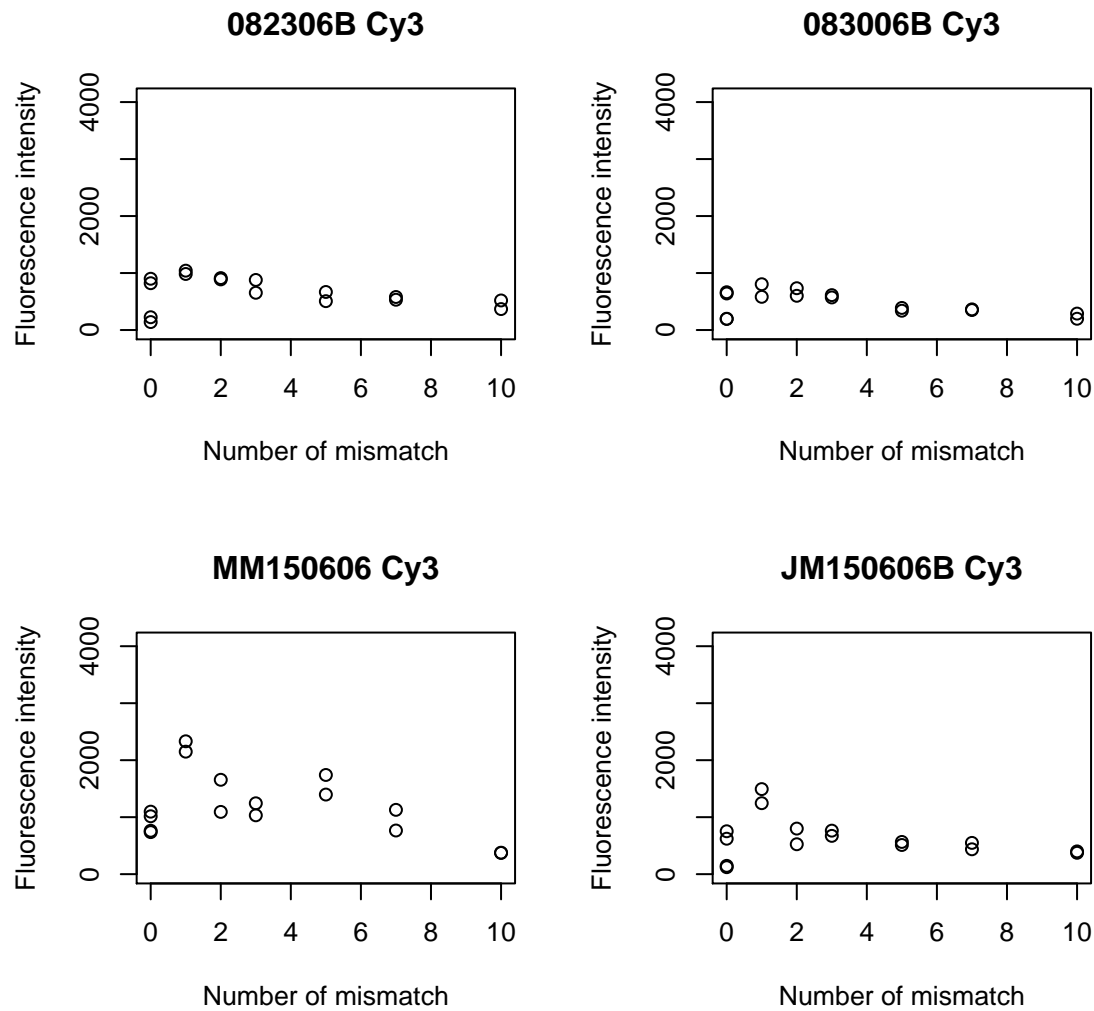 082306B Cy3
Fluorescence intensity
4000
2000
0
0 2 4 6 8 10
Number of mismatch
083006B Cy3
Fluorescence intensity
4000
2000
0
0 2 4 6 8 10
Number of mismatch
MM150606 Cy3
Fluorescence intensity
4000
2000
0
0 2 4 6 8 10
Number of mismatch
JM150606B Cy3
Fluorescence intensity
4000
2000
0
0 2 4 6 8 10
Number of mismatch